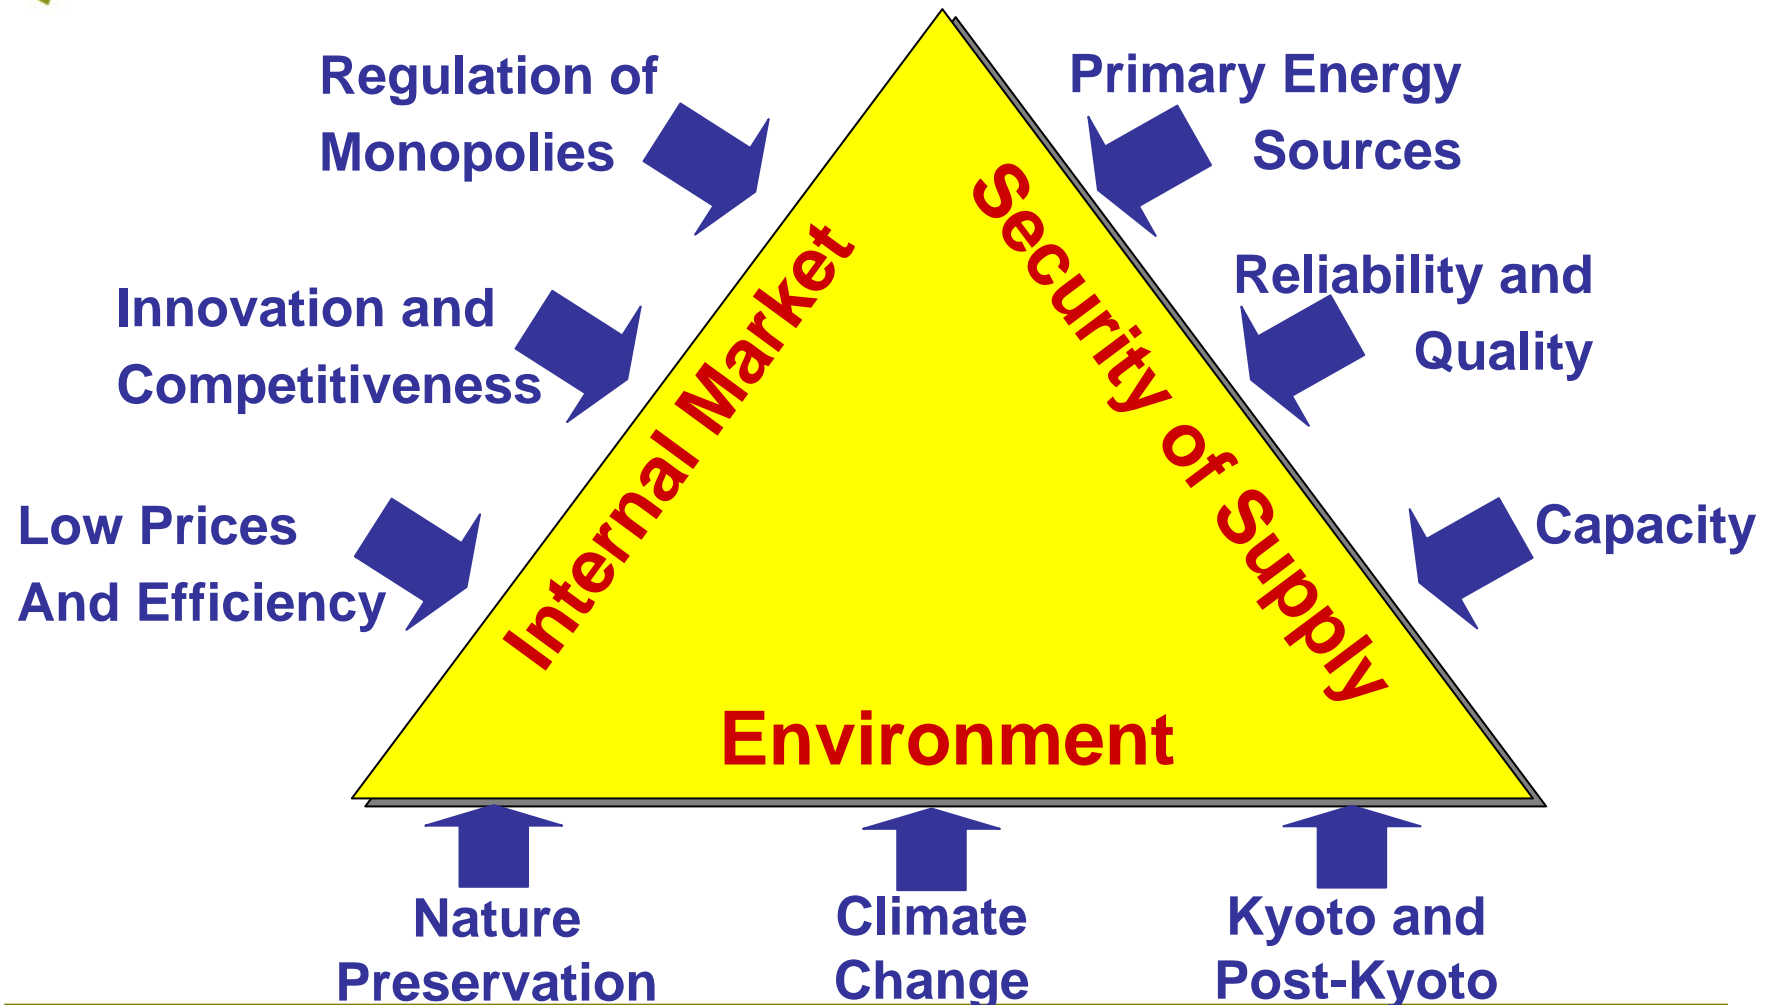 Regulation of
Monopolies
Innovation and
Competitiveness
Low Prices
And Efficiency
Internal Market
Primary Energy
Sources
Reliability and
Quality
Capacity
Security of Supply
Environment
Nature
Preservation
Climate
Change
Kyoto and
Post-Kyoto